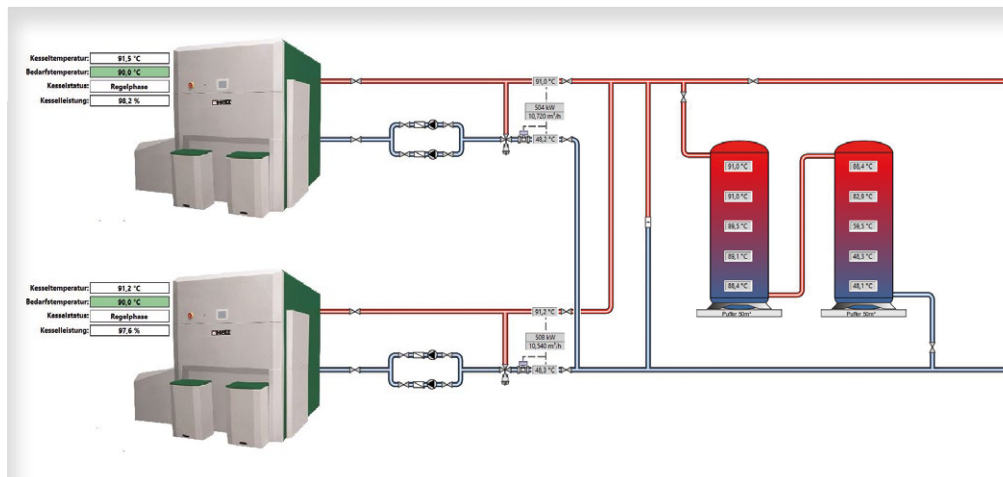 Kesseltemperatur: 91,5 °C
Bedarfstemperatur: 90,0 °C
Kesselstatus: Regelphase
Kesselleistung: 98,2 %
91,0 °C
504 kW
10,720 m³/h
48,2 °C
91,0 °C
91,0 °C
89,5 °C
89,1 °C
88,4 °C
Puffer 50m³
88,4 °C
82,9 °C
56,5 °C
48,3 °C
48,1 °C
Puffer 50m³
Kesseltemperatur: 91,2 °C
Bedarfstemperatur: 90,0 °C
Kesselstatus: Regelphase
Kesselleistung: 97,6 %
91,2 °C
508 kW
10,540 m³/h
48,3 °C